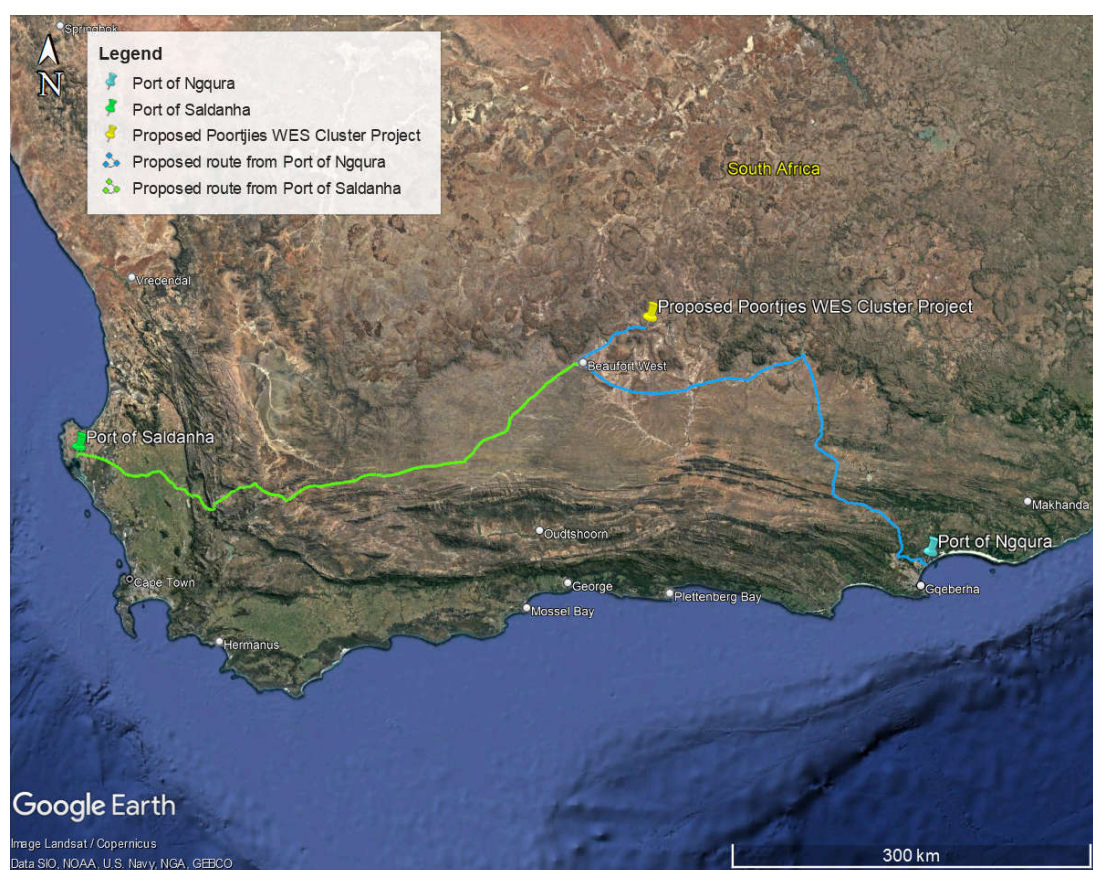 Springbok
N
Legend
Port of Ngqura
Port of Saldanha
Proposed Poortjies WES Cluster Project
Proposed route from Port of Ngqura
Proposed route from Port of Saldanha
South Africa
Vredendal
Proposed Poortjies WES Cluster Project
Beaufort West
Port of Saldanha
Makhanda
Oudtshoorn
Port of Ngqura
Cape Town
George
Gqeberha
Plettenberg Bay
Mossel Bay
Hermanus
Google Earth
Image Landsat / Copernicus
Data SIO, NOAA, U.S. Navy, NGA, GEBCO
300 km